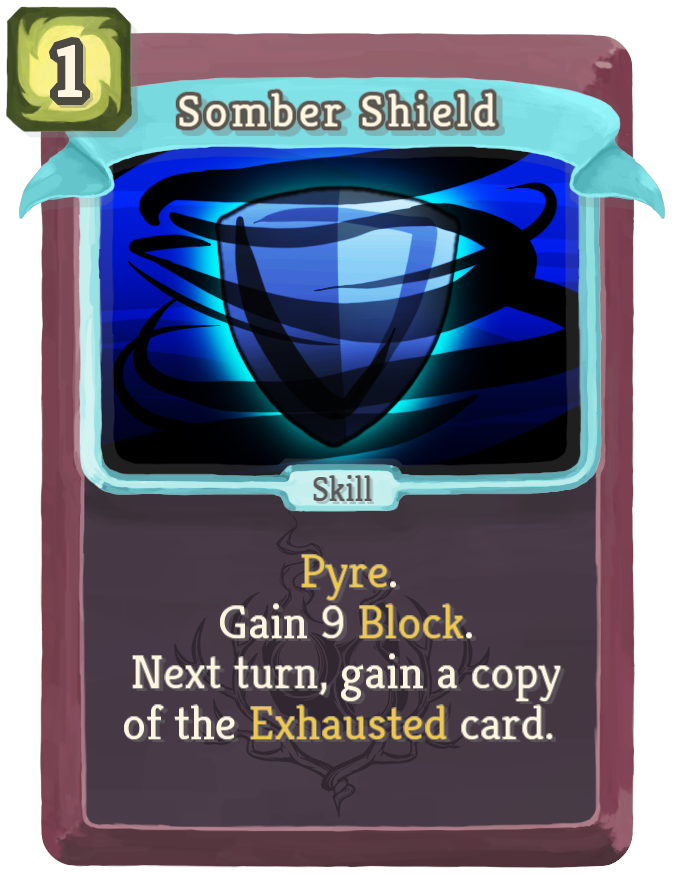 1
Somber Shield
Skill
Pyre.
Gain 9 Block.
Next turn, gain a copy
of the Exhausted card.